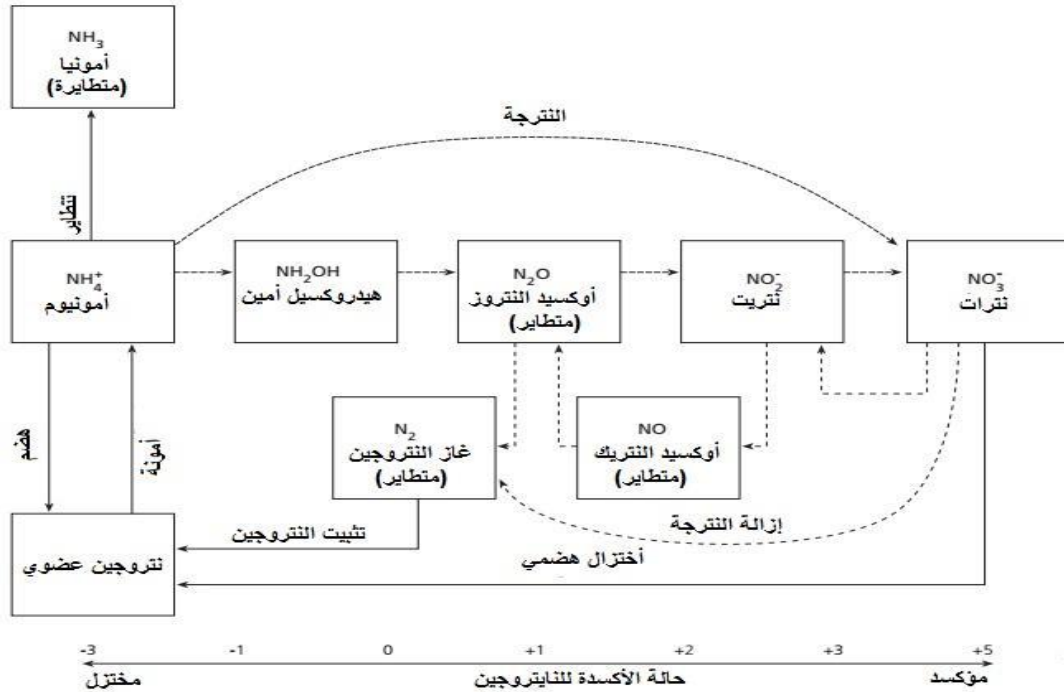 NH₃
أمونيا
(متطايرة)
النترجة
تتطاير
NH₄⁺
أمونيوم
NH₂OH
هيدروكسيل أمين
N₂O
أوكسيد النتروز
(متطاير)
NO₂⁻
نتريت
NO₃⁻
نترات
هضم
أمونة
N₂
غاز النتروجين
(متطاير)
NO
أوكسيد النتريك
(متطاير)
إزالة النترجة
تثبيت النتروجين
أختزال هضمي
نتروجين عضوي
-3 -1 0 +1 +2 +3 +5
مختزل حالة الأكسدة للنايتروجين مؤكسد